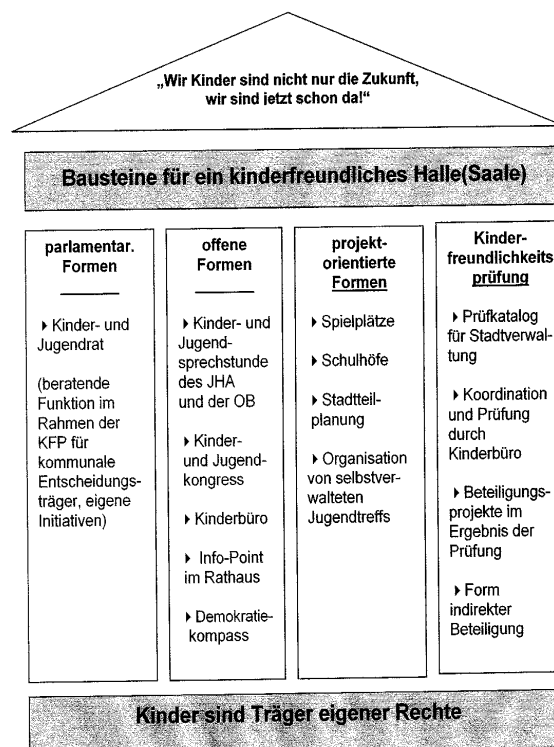 „Wir Kinder sind nicht nur die Zukunft,
wir sind jetzt schon da!“
Bausteine für ein kinderfreundliches Halle(Saale)
parlamentar.
Formen
▶ Kinder- und
Jugendrat
(beratende
Funktion im
Rahmen der
KFP für
kommunale
Entscheidungs-
träger, eigene
Initiativen)
offene
Formen
▶ Kinder- und
Jugend-
sprechstunde
des JHA
und der OB
▶ Kinder-
und Jugend-
kongress
▶ Kinderbüro
▶ Info-Point
im Rathaus
▶ Demokratie-
kompass
projekt-
orientierte
Formen
▶ Spielplätze
▶ Schulhöfe
▶ Stadtteil-
planung
▶ Organisation
von selbstver-
walteten
Jugendtreffs
Kinder-
freundlichkeits
prüfung
▶ Prüfkatalog
für Stadtverwal-
tung
▶ Koordination
und Prüfung
durch
Kinderbüro
▶ Beteiligungs-
projekte im
Ergebnis der
Prüfung
▶ Form
indirekter
Beteiligung
Kinder sind Träger eigener Rechte